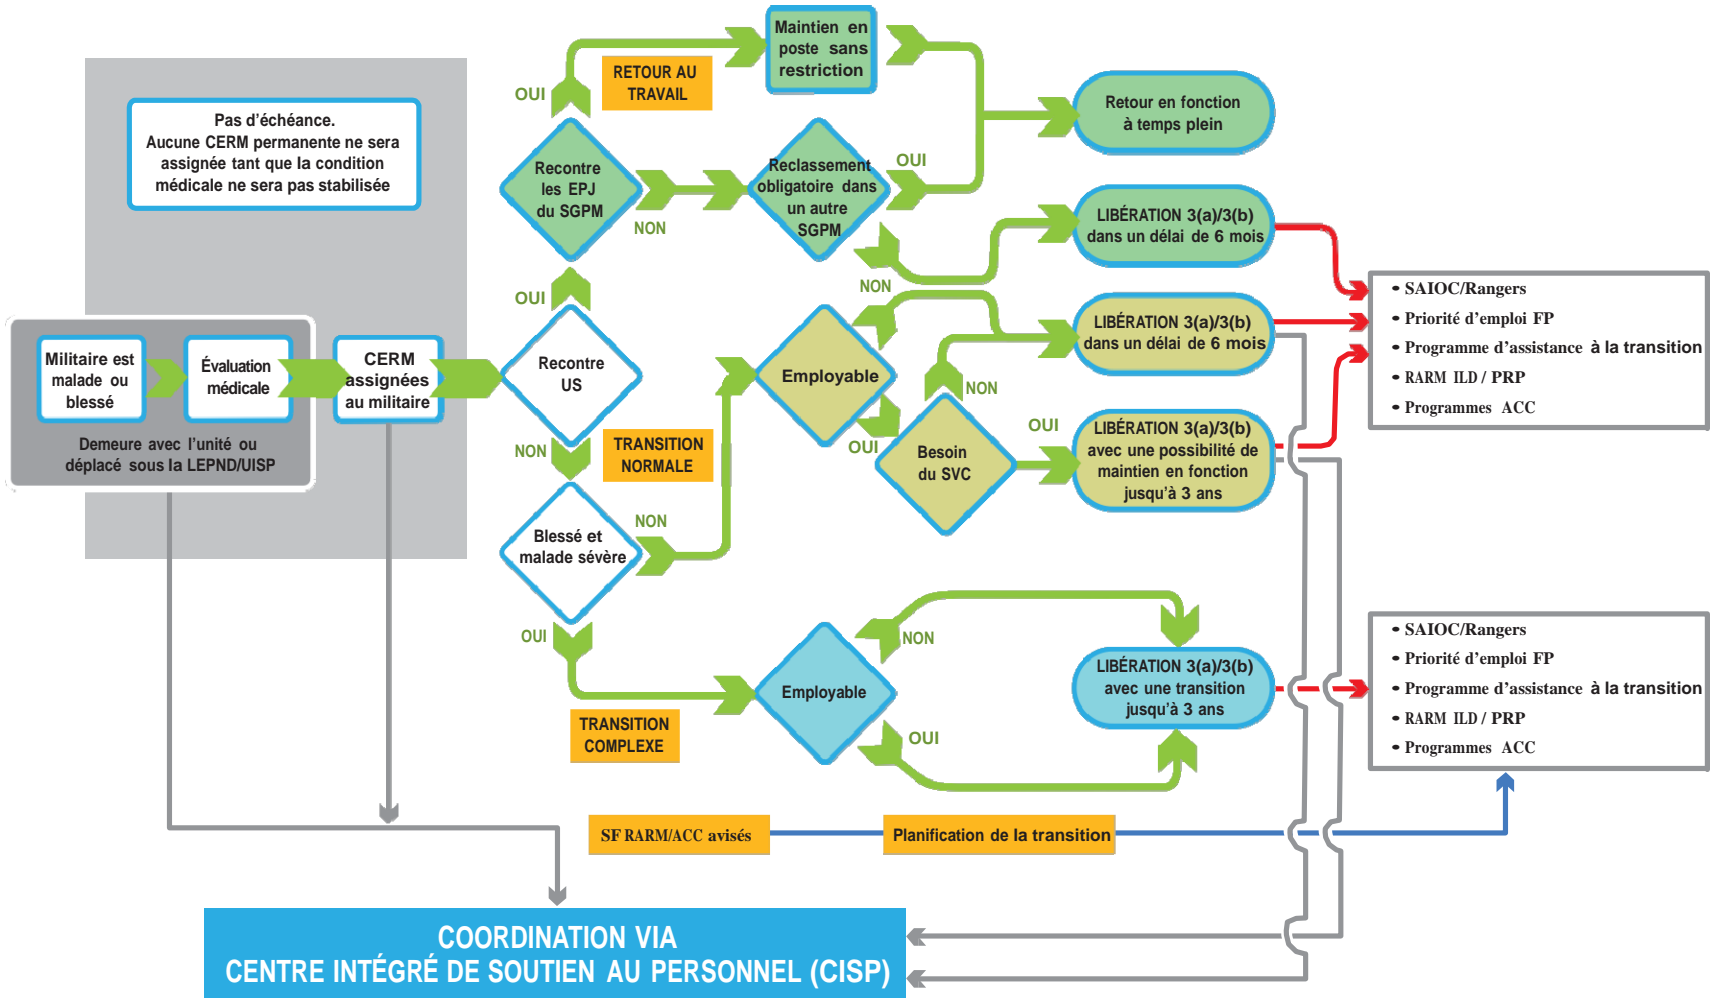 Pas d'échéance.
Aucune CERM permanente ne sera
assignée tant que la condition
médicale ne sera pas stabilisée
Militaire est
malade ou
blessé
Évaluation
médicale
Demeure avec l'unité ou
déplacé sous la LEPND/UISP
CERM
assignées
au militaire
Recontre
US
OUI
NON
Recontre
les EPJ
du SGPM
OUI
NON
RETOUR AU
TRAVAIL
Maintien en
poste sans
restriction
Reclassement
obligatoire dans
un autre
SGPM
OUI
NON
Retour en fonction
à temps plein
LIBÉRATION 3(a)/3(b)
dans un délai de 6 mois
Blessé et
malade sévère
NON
OUI
TRANSITION
NORMALE
Employable
OUI
Besoin
du SVC
NON
OUI
LIBÉRATION 3(a)/3(b)
dans un délai de 6 mois
LIBÉRATION 3(a)/3(b)
avec une possibilité de
maintien en fonction
jusqu'à 3 ans
• SAIOC/Rangers
• Priorité d'emploi FP
• Programme d'assistance à la transition
• RARM ILD / PRP
• Programmes ACC
TRANSITION
COMPLEXE
Employable
NON
OUI
LIBÉRATION 3(a)/3(b)
avec une transition
jusqu'à 3 ans
• SAIOC/Rangers
• Priorité d'emploi FP
• Programme d'assistance à la transition
• RARM ILD / PRP
• Programmes ACC
SF RARM/ACC avisés
Planification de la transition
COORDINATION VIA
CENTRE INTÉGRÉ DE SOUTIEN AU PERSONNEL (CISP)